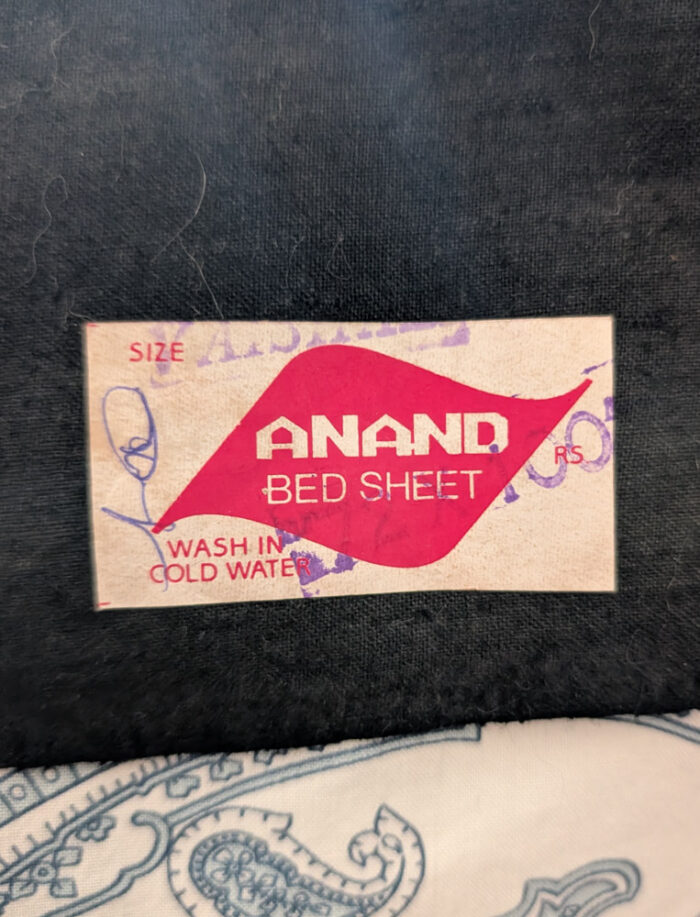 SIZE
ANAND
BED SHEET
RS.
WASH IN
COLD WATER